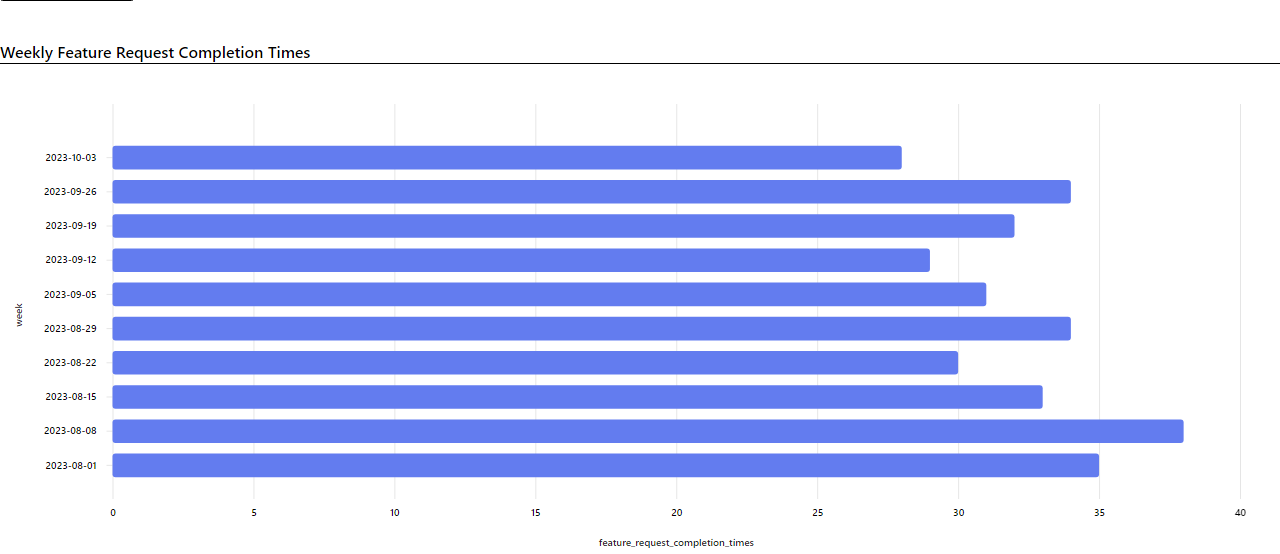 Weekly Feature Request Completion Times
2023-10-03
2023-09-26
2023-09-19
2023-09-12
2023-09-05
week
2023-08-29
2023-08-22
2023-08-15
2023-08-08
2023-08-01
0 5 10 15 20 25 30 35 40
feature_request_completion_times